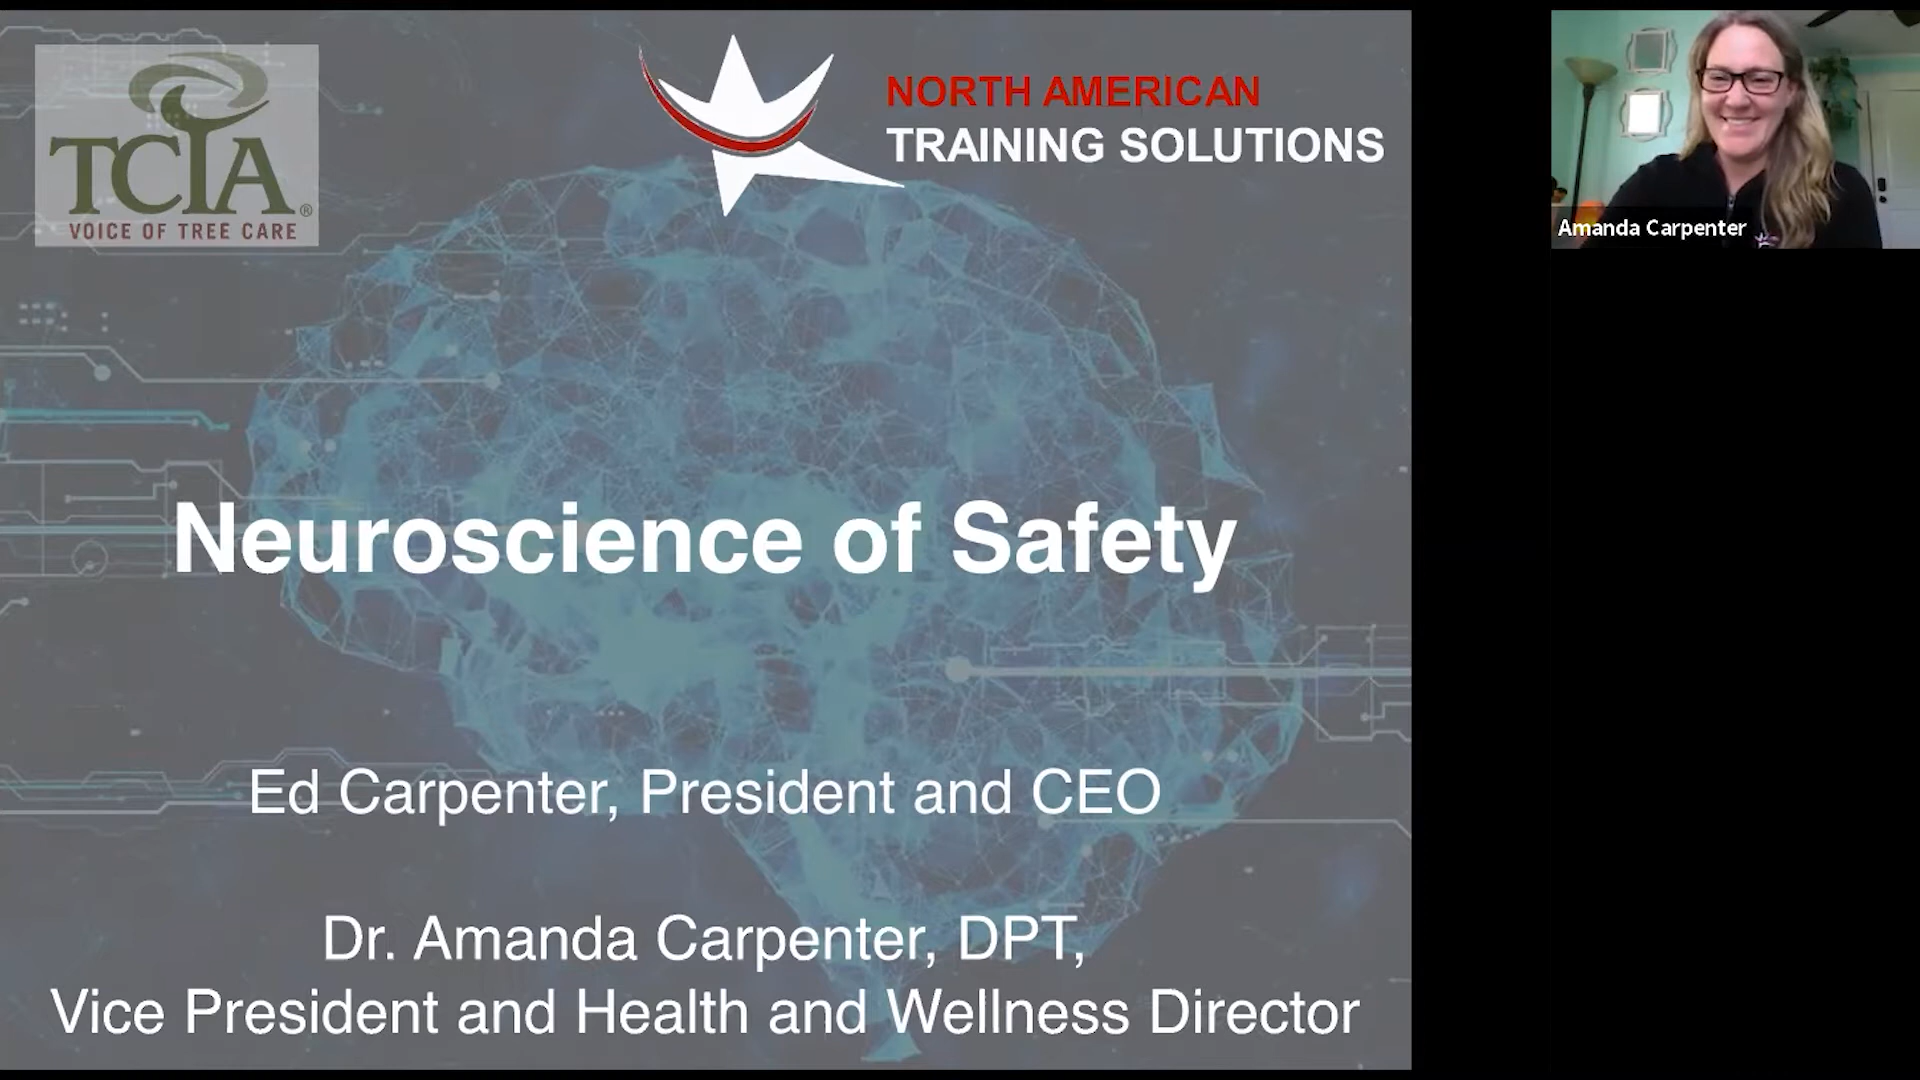 TCIA®
VOICE OF TREE CARE
NORTH AMERICAN
TRAINING SOLUTIONS
Amanda Carpenter
Neuroscience of Safety
Ed Carpenter, President and CEO
Dr. Amanda Carpenter, DPT,
Vice President and Health and Wellness Director